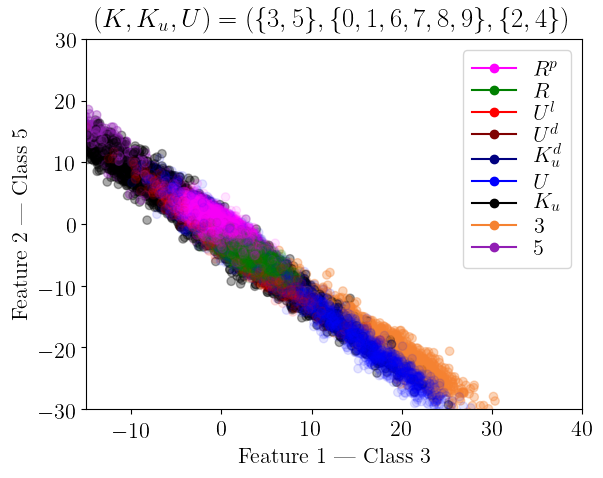 (K, K_u, U) = ({3, 5}, {0, 1, 6, 7, 8, 9}, {2, 4})
30
20
10
0
−10
−20
−30
−10
0
10
20
30
40
Feature 2 — Class 5
Feature 1 — Class 3
R^p
R
U^l
U^d
K_u^d
U
K_u
3
5